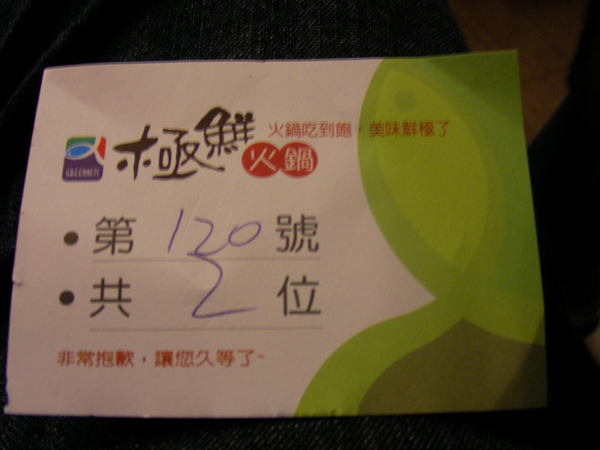 極鮮火鍋
火鍋吃到飽，美味鮮極了
第 120 號
共 2 位
非常抱歉，讓您久等了~